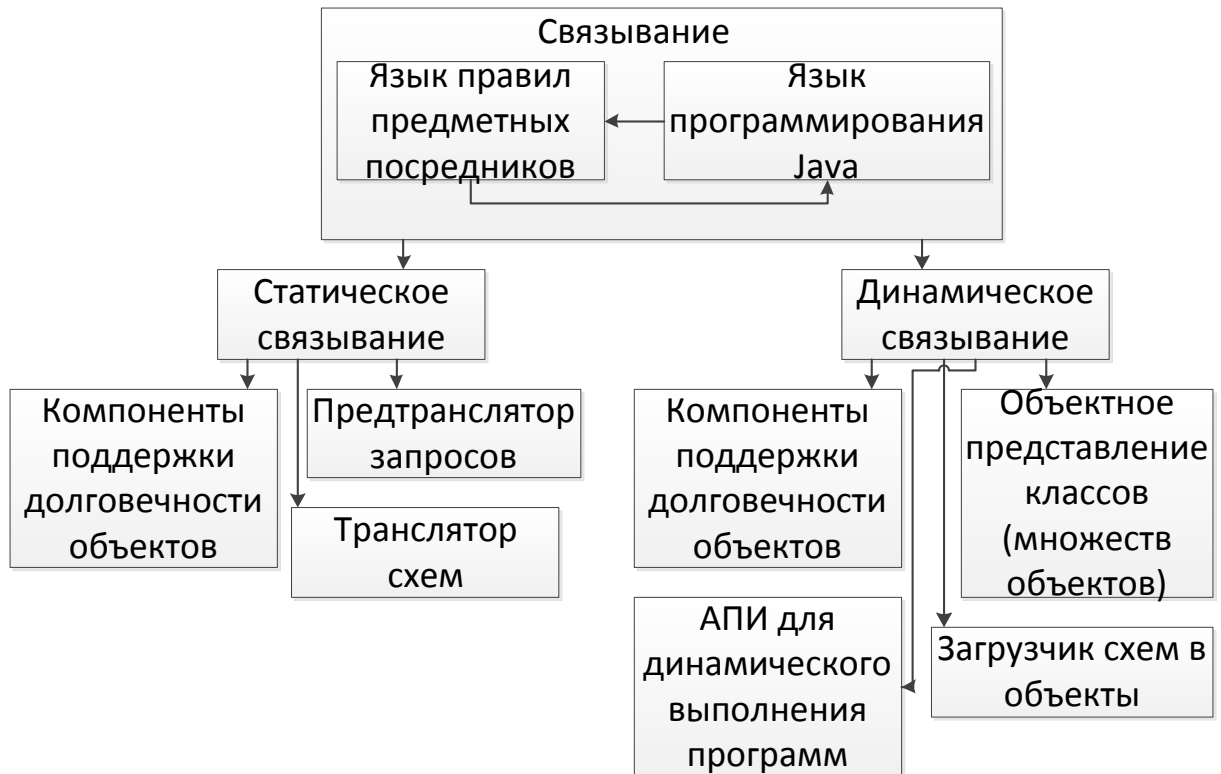 Связывание
Язык правил
предметных
посредников
Язык
программирования
Java
Статическое
связывание
Динамическое
связывание
Компоненты
поддержки
долговечности
объектов
Предтранслятор
запросов
Транслятор
схем
Компоненты
поддержки
долговечности
объектов
Объектное
представление
классов
(множеств
объектов)
АПИ для
динамического
выполнения
программ
Загрузчик схем в
объекты